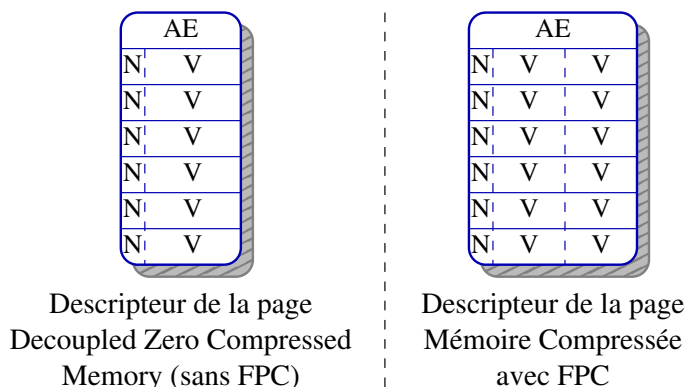 AE
N V
N V
N V
N V
N V
N V
Descripteur de la page
Decoupled Zero Compressed
Memory (sans FPC)
AE
N V V
N V V
N V V
N V V
N V V
N V V
Descripteur de la page
Mémoire Compressée
avec FPC